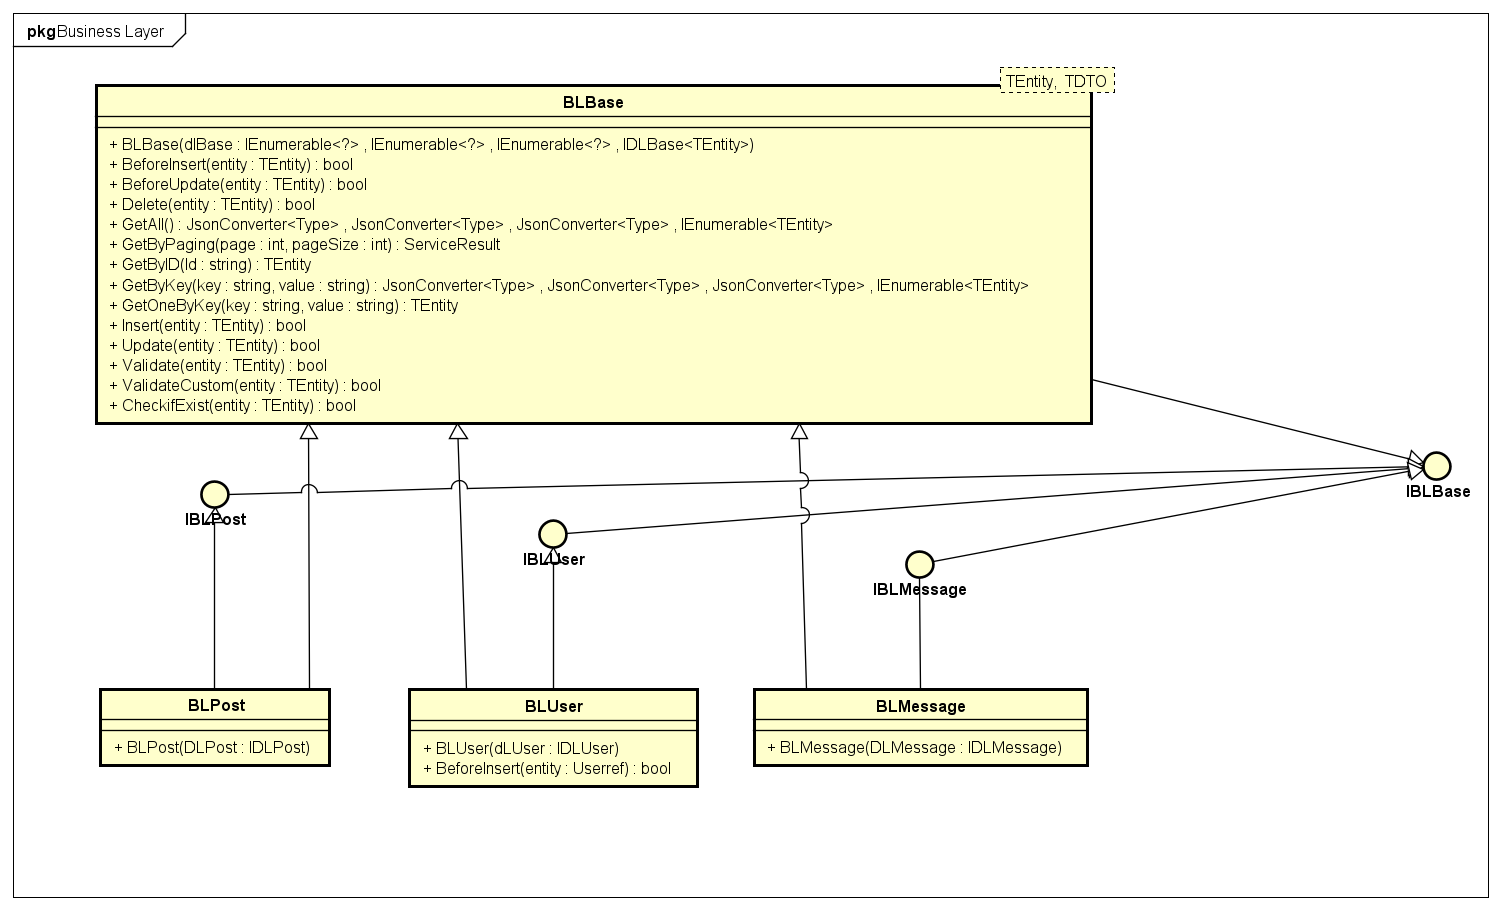 pkg Business Layer
TEntity, TDTO
BLBase
+ BLBase(dlBase : IEnumerable<?> , IEnumerable<?> , IEnumerable<?> , IDLBase<TEntity>)
+ BeforeInsert(entity : TEntity) : bool
+ BeforeUpdate(entity : TEntity) : bool
+ Delete(entity : TEntity) : bool
+ GetAll() : JsonConverter<Type> , JsonConverter<Type> , JsonConverter<Type> , IEnumerable<TEntity>
+ GetByPaging(page : int, pageSize : int) : ServiceResult
+ GetByID(Id : string) : TEntity
+ GetByKey(key : string, value : string) : JsonConverter<Type> , JsonConverter<Type> , JsonConverter<Type> , IEnumerable<TEntity>
+ GetOneByKey(key : string, value : string) : TEntity
+ Insert(entity : TEntity) : bool
+ Update(entity : TEntity) : bool
+ Validate(entity : TEntity) : bool
+ ValidateCustom(entity : TEntity) : bool
+ CheckifExist(entity : TEntity) : bool
IBLBase
IBLPost
IBLUser
IBLMessage
BLPost
+ BLPost(DLPost : IDLPost)
BLUser
+ BLUser(dLUser : IDLUser)
+ BeforeInsert(entity : Userref) : bool
BLMessage
+ BLMessage(DLMessage : IDLMessage)